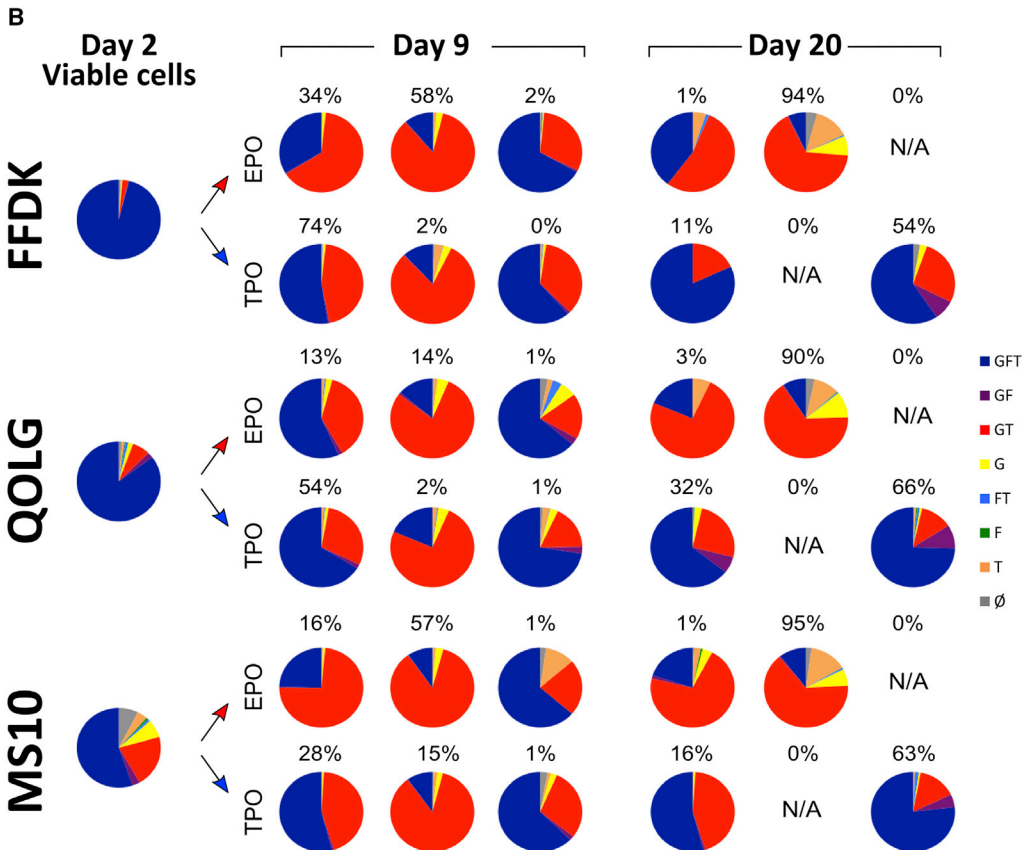 B
Day 2
Viable cells
Day 9
Day 20
FFDK
EPO
34% 58% 2% 1% 94% 0%
N/A
TPO
74% 2% 0% 11% 0% 54%
N/A
QOLG
EPO
13% 14% 1% 3% 90% 0%
N/A
TPO
54% 2% 1% 32% 0% 66%
N/A
MS10
EPO
16% 57% 1% 1% 95% 0%
N/A
TPO
28% 15% 1% 16% 0% 63%
N/A
GFT
GF
GT
G
FT
F
T
Ø